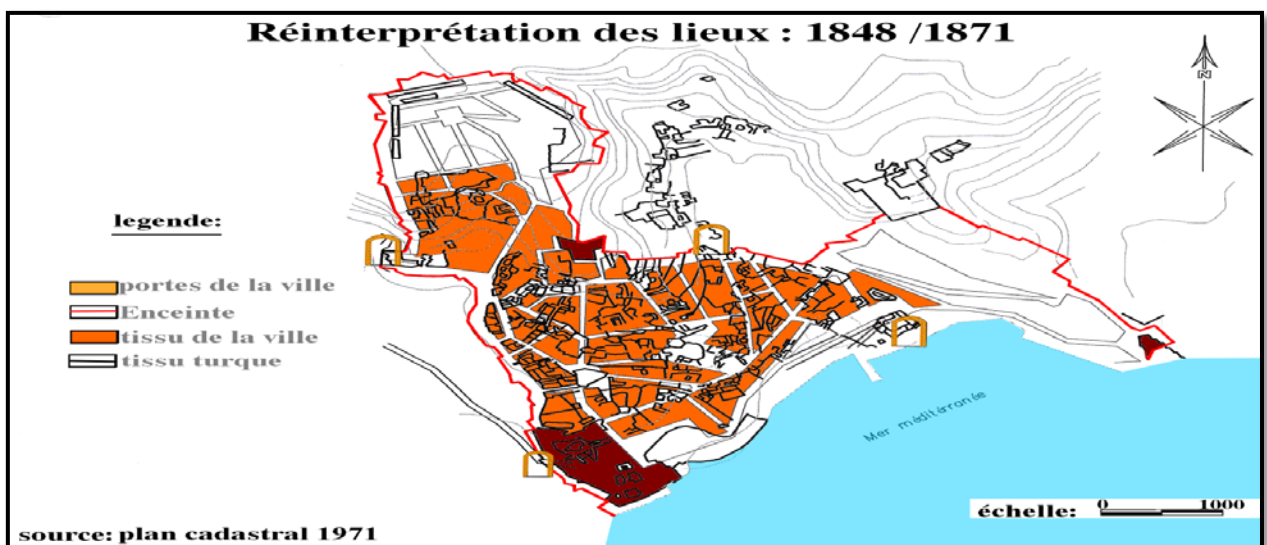 Réinterprétation des lieux : 1848 /1871
N
legende:
portes de la ville
Enceinte
tissu de la ville
tissu turque
Mer méditérranée
échelle: 0 1000
source: plan cadastral 1971